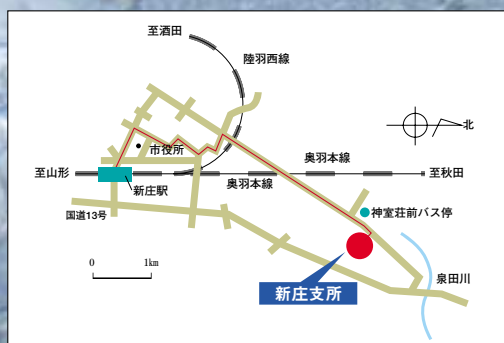 至酒田
陸羽西線
北
市役所
奥羽本線
至山形
至秋田
新庄駅
奥羽本線
国道13号
神室荘前バス停
0
1km
泉田川
新庄支所